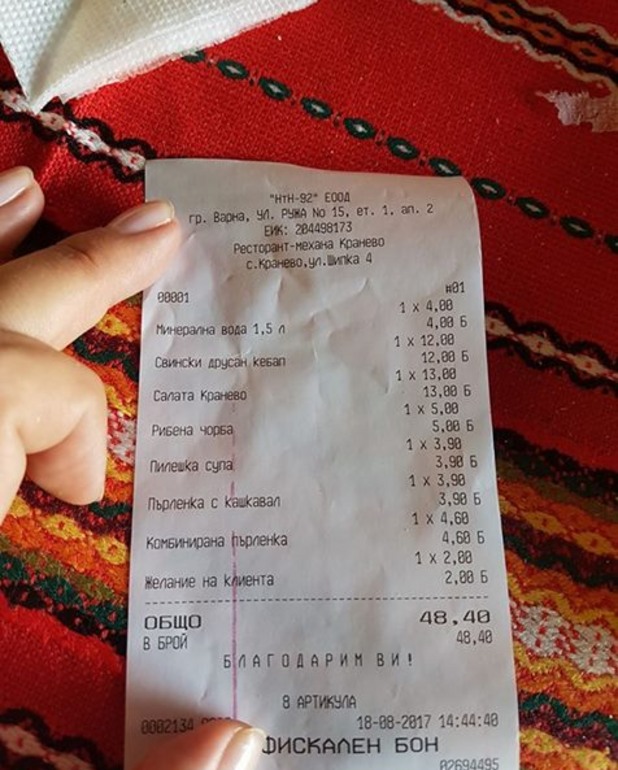 "НТН-92" ЕООД
гр. Варна, УЛ. РУЖА No 15, ет. 1, ап. 2
ЕИК: 204498173
Ресторант-механа Кранево
с.Кранево,ул.Шипка 4
00001 #01
1 x 4,00
Минерална вода 1,5 л 4,00 Б
1 x 12,00
Свински друсан кебап 12,00 Б
1 x 13,00
Салата Кранево 13,00 Б
1 x 5,00
Рибена чорба 5,00 Б
1 x 3,90
Пилешка супа 3,90 Б
1 x 3,90
Пърленка с кашкавал 3,90 Б
1 x 4,60
Комбинирана пърленка 4,60 Б
1 x 2,00
Желание на клиента 2,00 Б
ОБЩО 48,40
В БРОЙ 48,40
БЛАГОДАРИМ ВИ!
8 АРТИКУЛА
0002134 18-08-2017 14:44:40
ФИСКАЛЕН БОН
02694495